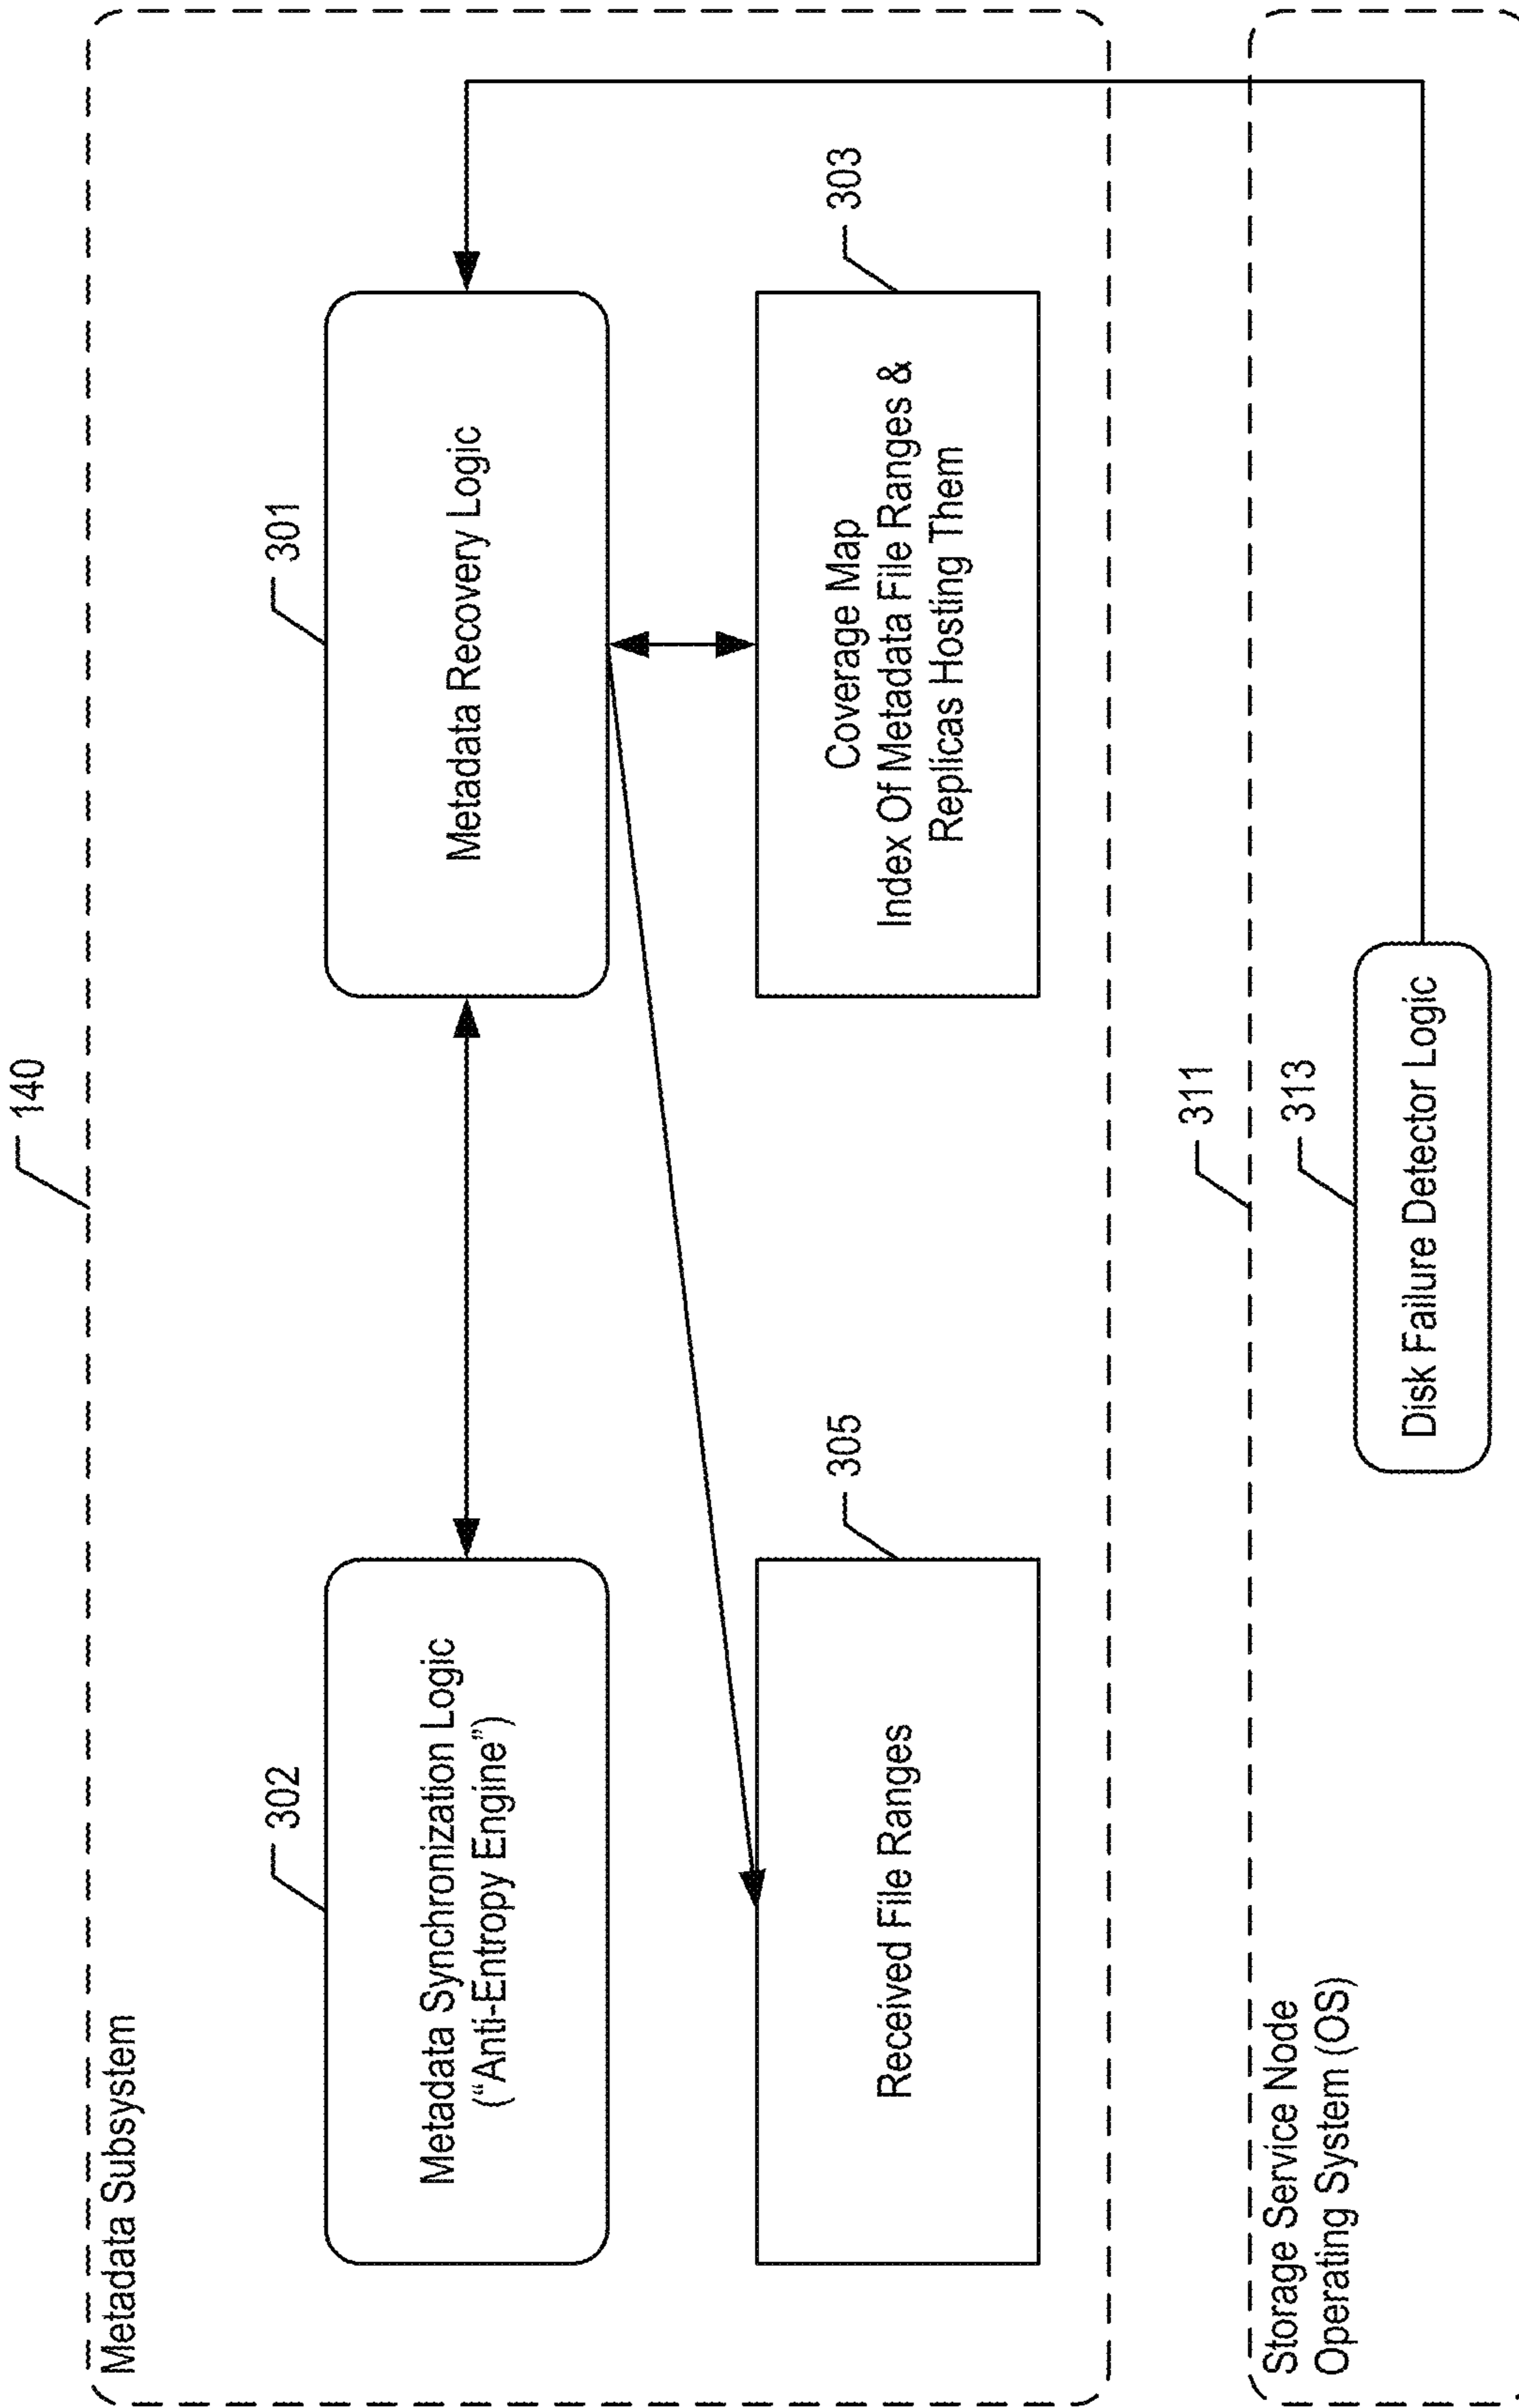 140
Metadata Subsystem
302
Metadata Synchronization Logic
(“Anti-Entropy Engine”)
301
Metadata Recovery Logic
305
Received File Ranges
303
Coverage Map
Index Of Metadata File Ranges &
Replicas Hosting Them
311
Storage Service Node
Operating System (OS)
313
Disk Failure Detector Logic